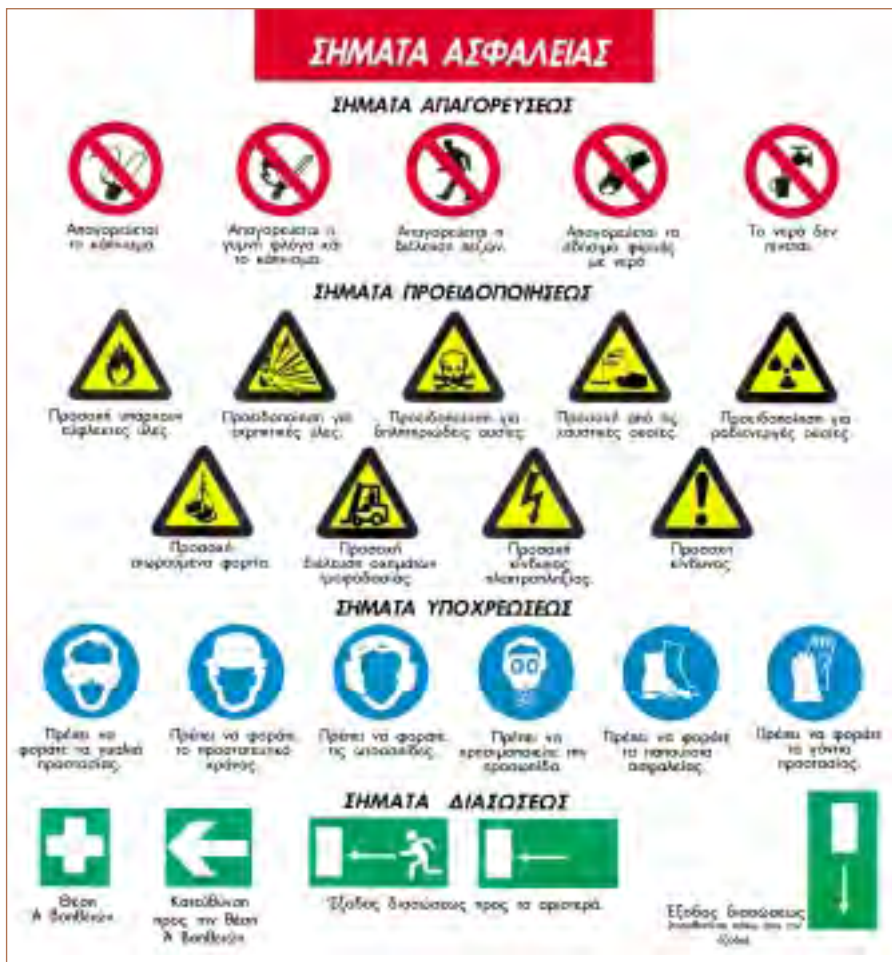 ΣΗΜΑΤΑ ΑΣΦΑΛΕΙΑΣ
ΣΗΜΑΤΑ ΑΠΑΓΟΡΕΥΣΕΩΣ
Απαγορεύεται
το κάπνισμα.
Απαγορεύεται η
γυμνή φλόγα και
το κάπνισμα.
Απαγορεύεται η
διέλευση πεζών.
Απαγορεύεται το
σβήσιμο φωτιάς
με νερό
Το νερό δεν
πίνεται.
ΣΗΜΑΤΑ ΠΡΟΕΙΔΟΠΟΙΗΣΕΩΣ
Προσοχή υπάρχουν
εύφλεκτες ύλες.
Προειδοποίηση για
εκρηκτικές ύλες.
Προειδοποίηση για
δηλητηριώδεις ουσίες.
Προσοχή από τις
καυστικές ουσίες.
Προειδοποίηση για
ραδιενεργές ουσίες.
Προσοχή
αιωρούμενα φορτία.
Προσοχή
διέλευση οχημάτων
τροφοδοσίας.
Προσοχή
κίνδυνος
ηλεκτροπληξίας.
Προσοχή
κίνδυνος
ΣΗΜΑΤΑ ΥΠΟΧΡΕΩΣΕΩΣ
Πρέπει να
φοράτε τα γυαλιά
προστασίας.
Πρέπει να φοράτε
το προστατευτικό
κράνος.
Πρέπει να φοράτε
τις ωτοασπίδες.
Πρέπει να
χρησιμοποιείτε την
προσωπίδα.
Πρέπει να φοράτε
τα παπούτσια
ασφαλείας.
Πρέπει να φοράτε
τα γάντια
προστασίας.
ΣΗΜΑΤΑ ΔΙΑΣΩΣΕΩΣ
Θέση
Α' Βοηθειών.
Κατεύθυνση
προς την θέση
Α' Βοηθειών.
Έξοδος διασώσεως προς τα αριστερά.
Έξοδος διασώσεως
έξοδο.